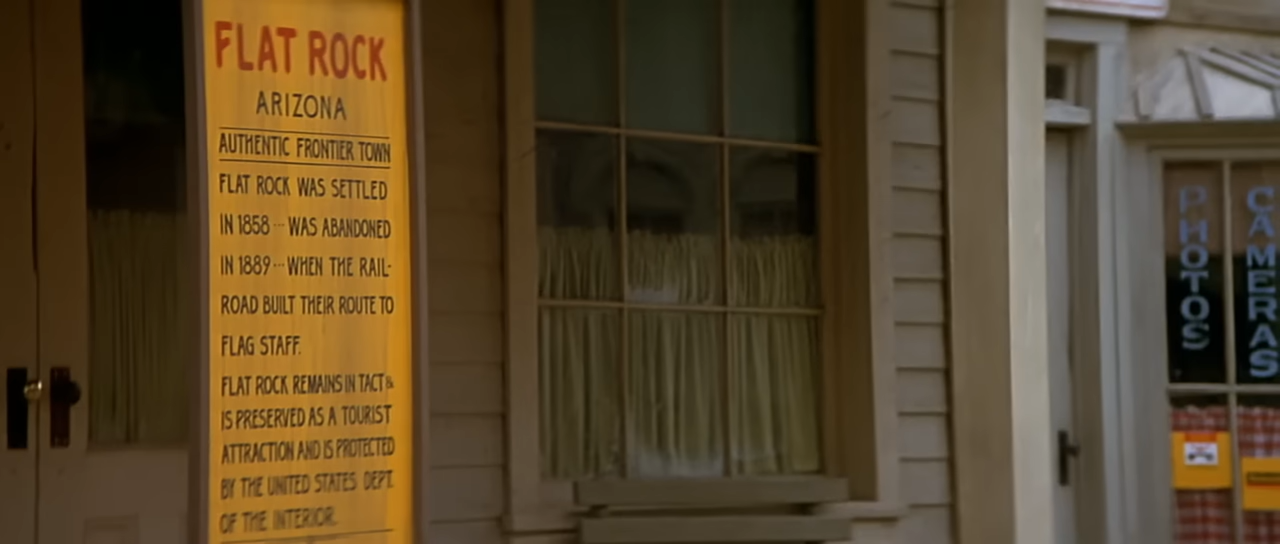 FLAT ROCK
ARIZONA
AUTHENTIC FRONTIER TOWN
FLAT ROCK WAS SETTLED
IN 1858 --- WAS ABANDONED
IN 1889 --- WHEN THE RAIL-
ROAD BUILT THEIR ROUTE TO
FLAG STAFF.
FLAT ROCK REMAINS IN TACT &
IS PRESERVED AS A TOURIST
ATTRACTION AND IS PROTECTED
BY THE UNITED STATES DEPT.
OF THE INTERIOR.
PHOTOS
CAMERAS